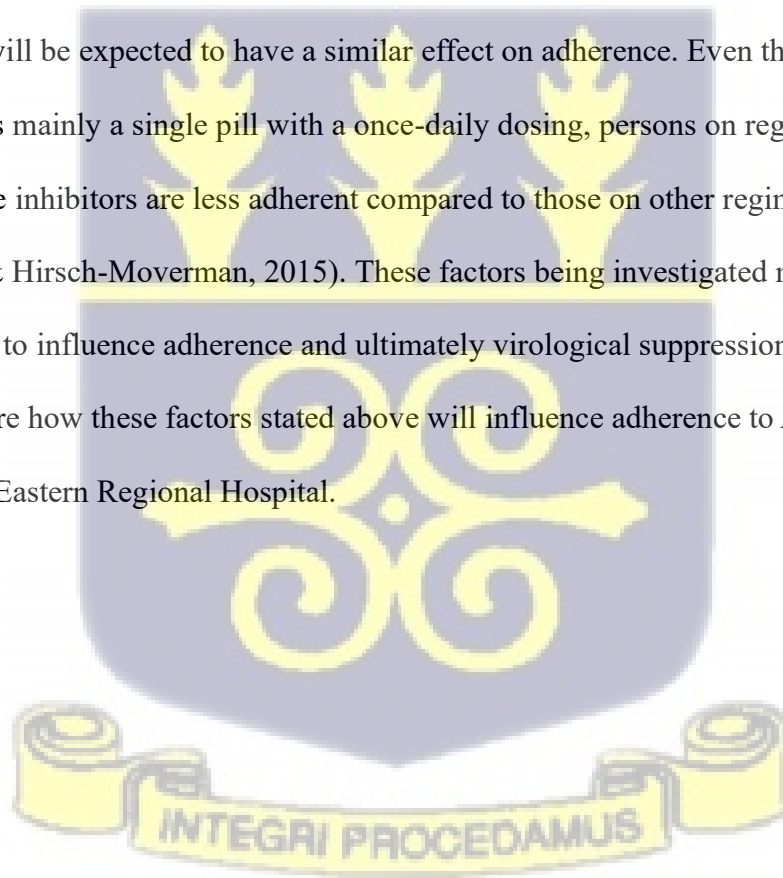 will be expected to have a similar effect on adherence. Even th
s mainly a single pill with a once-daily dosing, persons on reg
e inhibitors are less adherent compared to those on other regin
Hirsch-Moverman, 2015). These factors being investigated
to influence adherence and ultimately virological suppression
re how these factors stated above will influence adherence to
Eastern Regional Hospital.
INTEGRI PROCEDAMUS